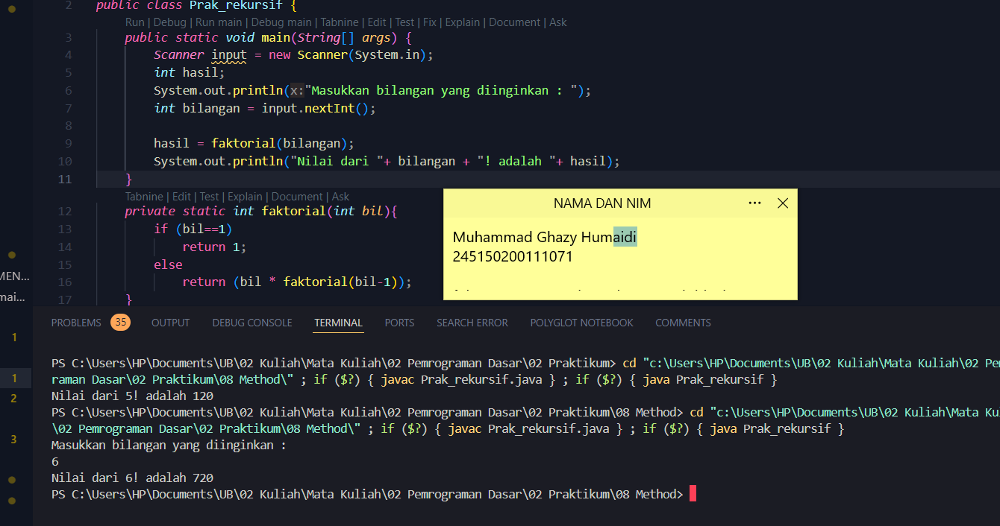 2 public class Prak_rekursif {
Run | Debug | Run main | Debug main | Tabnine | Edit | Test | Fix | Explain | Document | Ask
3 public static void main(String[] args) {
4 Scanner input = new Scanner(System.in);
5 int hasil;
6 System.out.println(x:"Masukkan bilangan yang diinginkan : ");
7 int bilangan = input.nextInt();
8
9 hasil = faktorial(bilangan);
10 System.out.println("Nilai dari "+ bilangan + "! adalah "+ hasil);
11 }
Tabnine | Edit | Test | Explain | Document | Ask
12 private static int faktorial(int bil){
13 if (bil==1)
14 return 1;
15 else
16 return (bil * faktorial(bil-1));
17 }
NAMA DAN NIM
Muhammad Ghazy Humaidi
245150200111071
MEN...
mai...
1
1
2
3
PROBLEMS 35 OUTPUT DEBUG CONSOLE TERMINAL PORTS SEARCH ERROR POLYGLOT NOTEBOOK COMMENTS
PS C:\Users\HP\Documents\UB\02 Kuliah\Mata Kuliah\02 Pemrograman Dasar\02 Praktikum> cd "c:\Users\HP\Documents\UB\02 Kuliah\Mata Kuliah\02 Pem
raman Dasar\02 Praktikum\08 Method\" ; if ($?) { javac Prak_rekursif.java } ; if ($?) { java Prak_rekursif }
Nilai dari 5! adalah 120
PS C:\Users\HP\Documents\UB\02 Kuliah\Mata Kuliah\02 Pemrograman Dasar\02 Praktikum\08 Method> cd "c:\Users\HP\Documents\UB\02 Kuliah\Mata Ku
\02 Pemrograman Dasar\02 Praktikum\08 Method\" ; if ($?) { javac Prak_rekursif.java } ; if ($?) { java Prak_rekursif }
Masukkan bilangan yang diinginkan :
6
Nilai dari 6! adalah 720
PS C:\Users\HP\Documents\UB\02 Kuliah\Mata Kuliah\02 Pemrograman Dasar\02 Praktikum\08 Method>